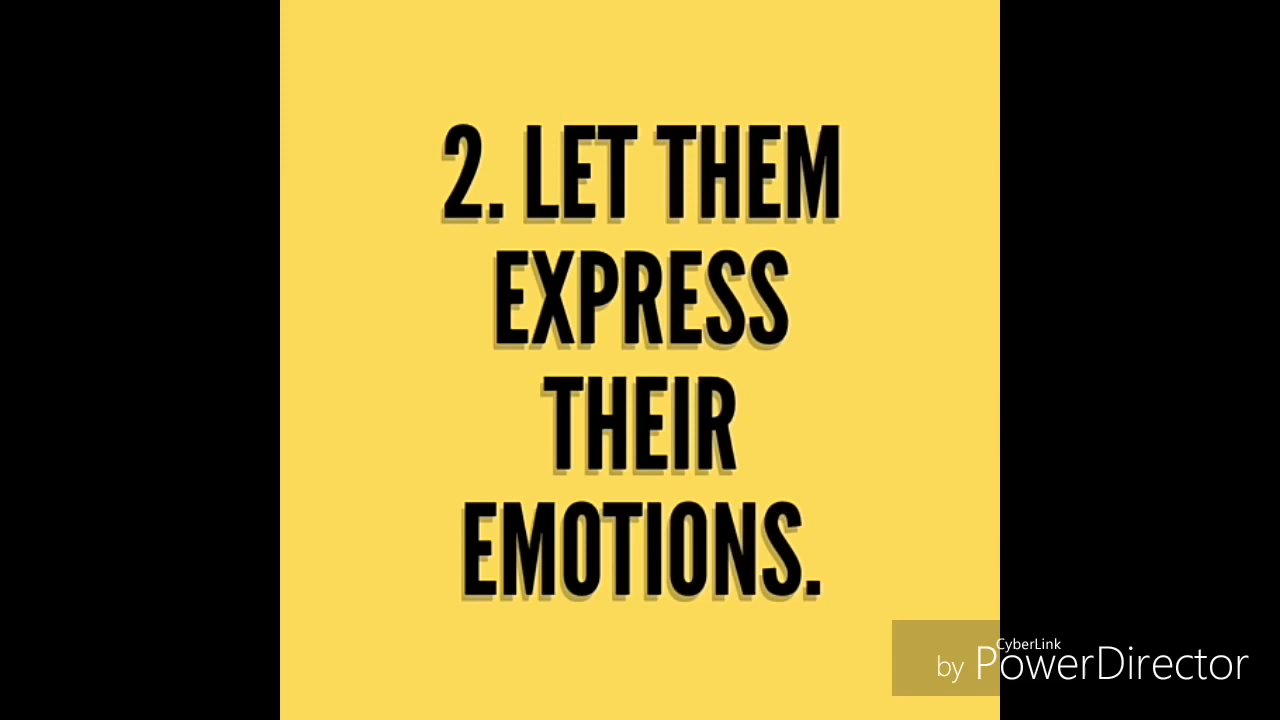 2. LET THEM
EXPRESS
THEIR
EMOTIONS.
CyberLink
by PowerDirector